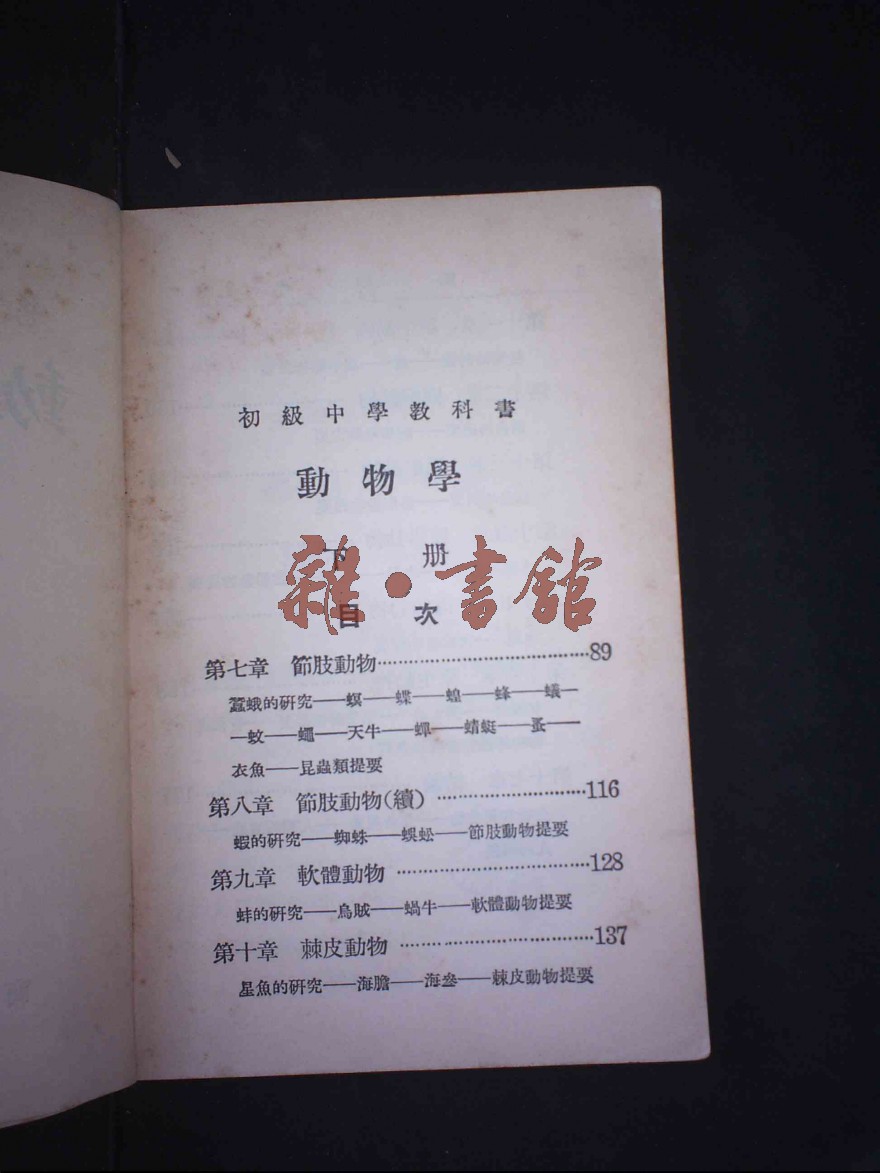 初級中學教科書
動物學
下冊
雜·書館
目次
第七章 節肢動物……………………………89
蠶蛾的研究——螟——蝶——蝗——蜂——蟻—
—蚊——蠅——天牛——蟬——蜻蜓——蚤——
衣魚——昆蟲類提要
第八章 節肢動物(續)……………………116
蝦的研究——蜘蛛——蜈蚣——節肢動物提要
第九章 軟體動物……………………………128
蚌的研究——烏賊——蝸牛——軟體動物提要
第十章 棘皮動物……………………………137
星魚的研究——海膽——海參——棘皮動物提要